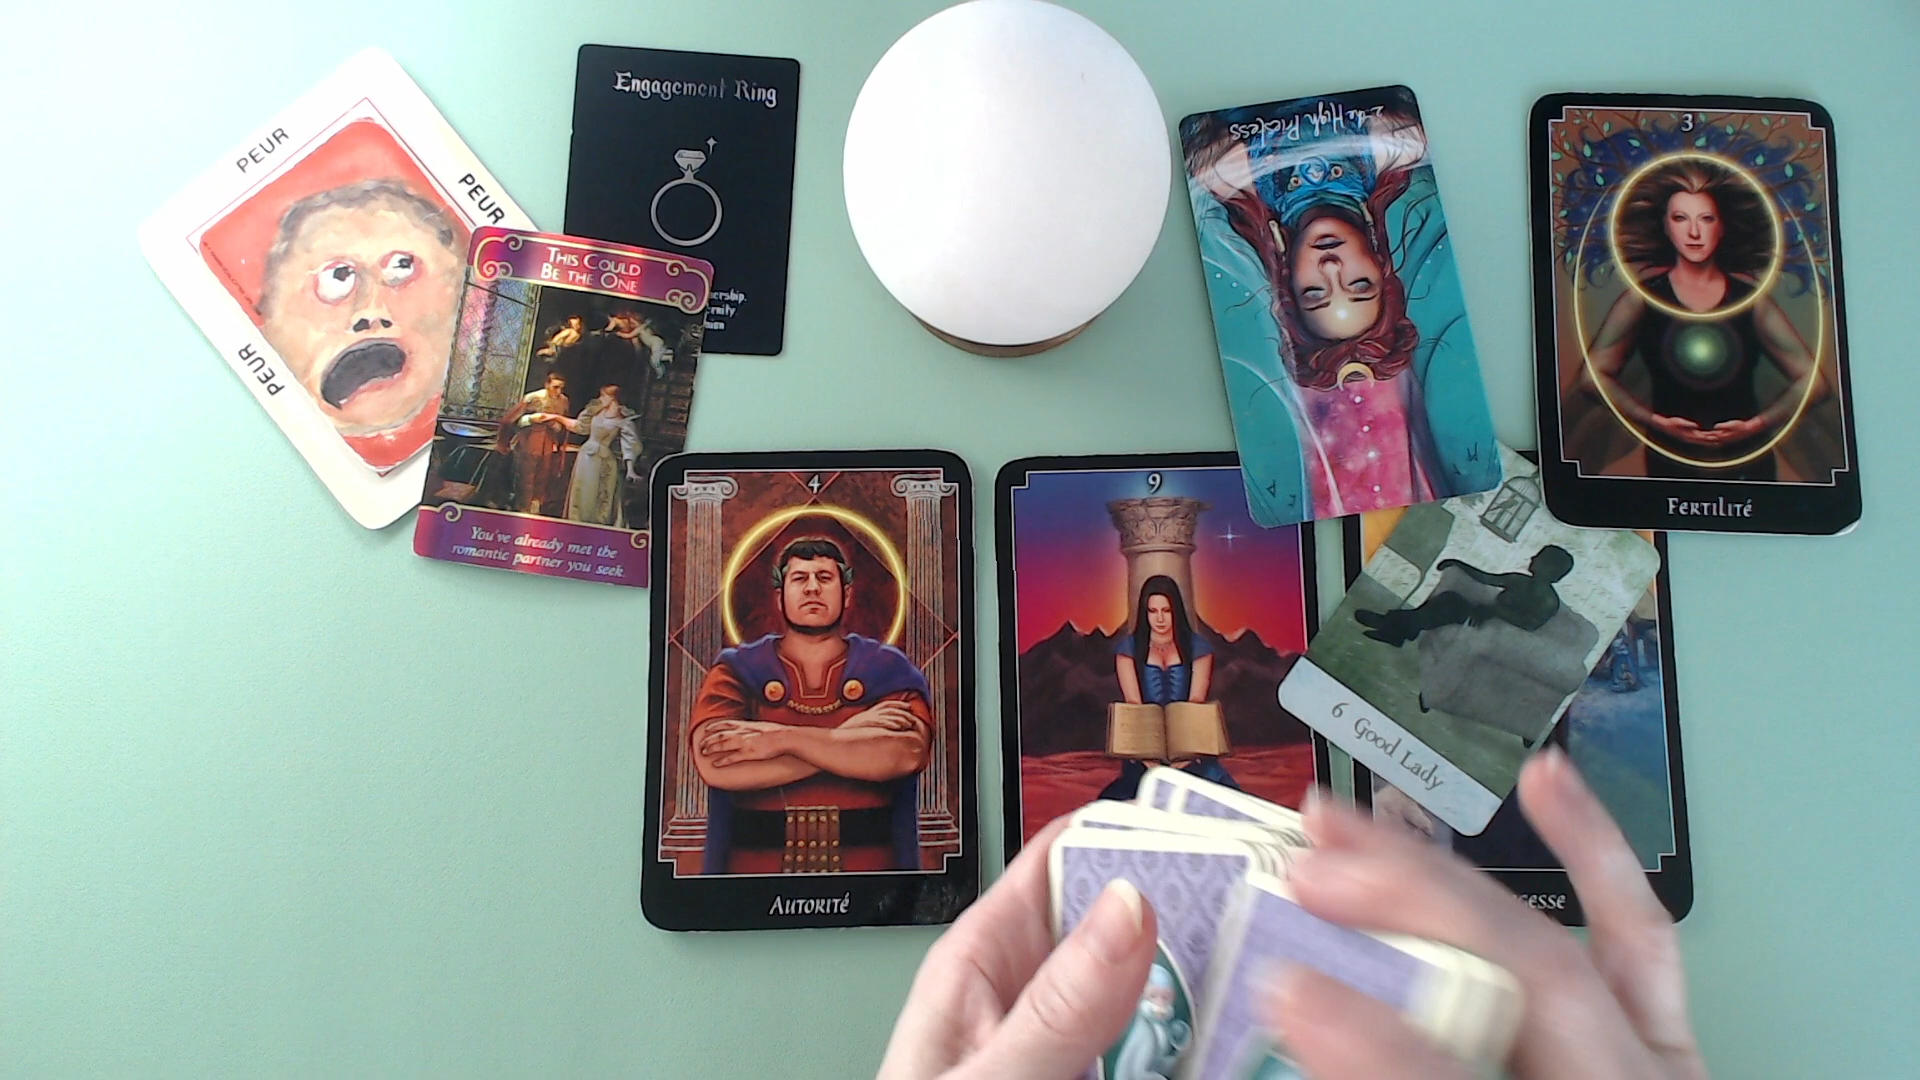 PEUR
PEUR
PEUR
Engagement Ring
THIS COULD
BE THE ONE
You've already met the
romantic partner you seek.
2 the High Priestess
3
FERTILITÉ
4
AUTORITÉ
9
6 Good Lady